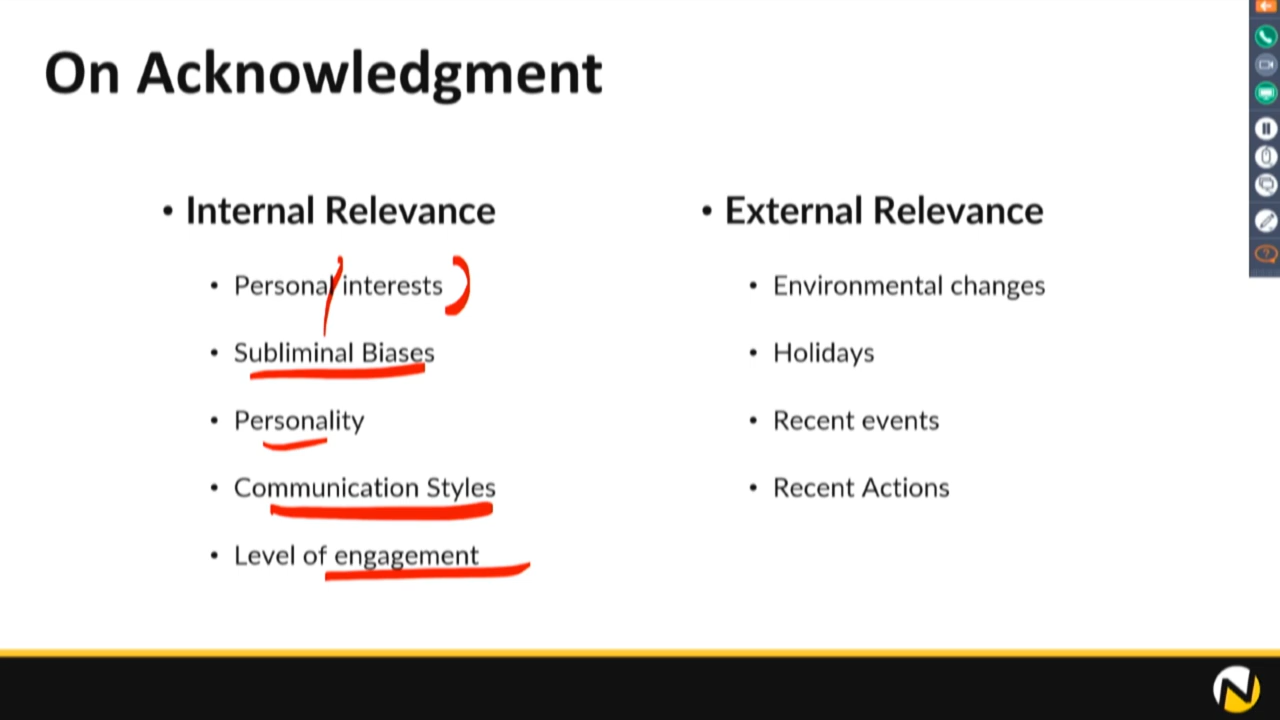 On Acknowledgment
• Internal Relevance
• Personal interests
• Subliminal Biases
• Personality
• Communication Styles
• Level of engagement
• External Relevance
• Environmental changes
• Holidays
• Recent events
• Recent Actions